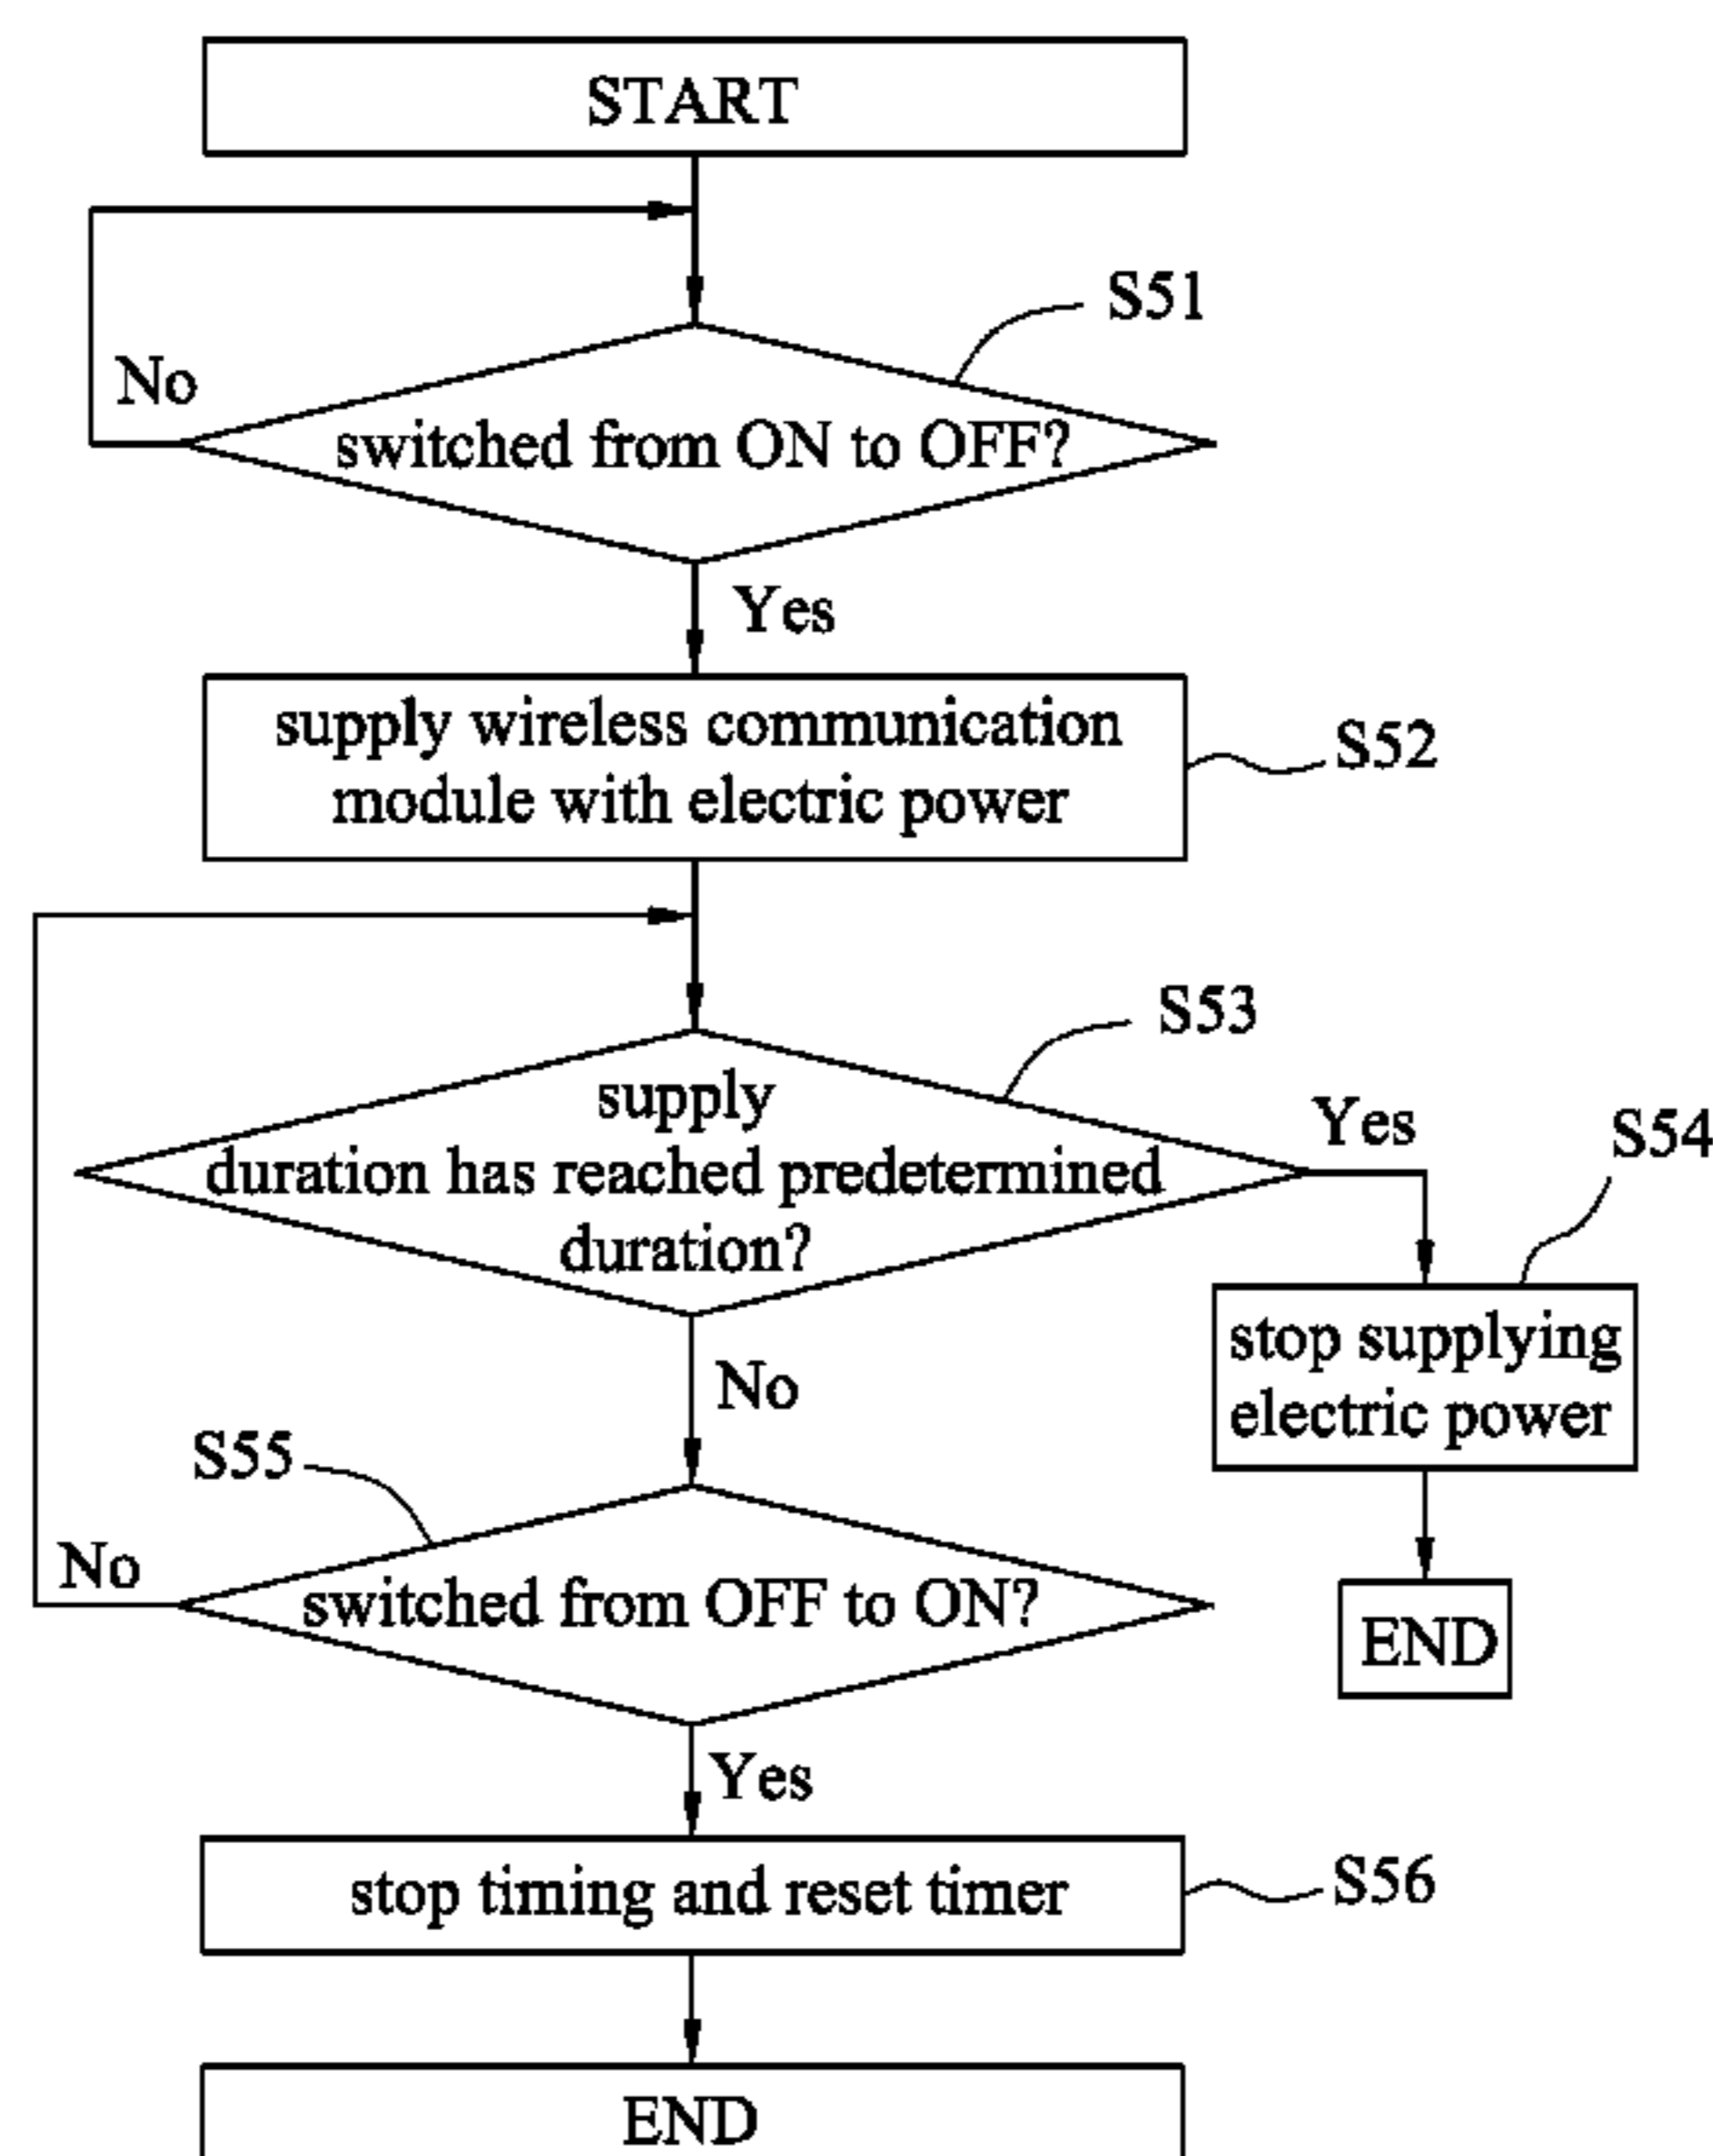 START
S51
No
switched from ON to OFF?
Yes
supply wireless communication
module with electric power
S52
S53
supply
duration has reached predetermined
duration?
Yes
S54
stop supplying
electric power
No
S55
No
switched from OFF to ON?
END
Yes
stop timing and reset timer
S56
END